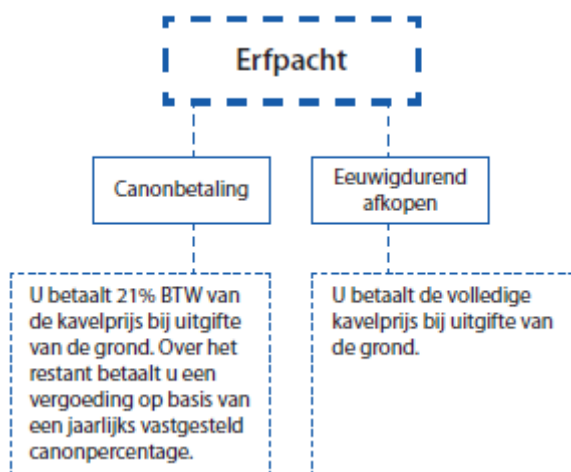 Erfpacht
Canonbetaling
Eeuwigdurend
afkopen
U betaalt 21% BTW van
de kavelprijs bij uitgifte
van de grond. Over het
restant betaalt u een
vergoeding op basis van
een jaarlijks vastgesteld
canonpercentage.
U betaalt de volledige
kavelprijs bij uitgifte van
de grond.